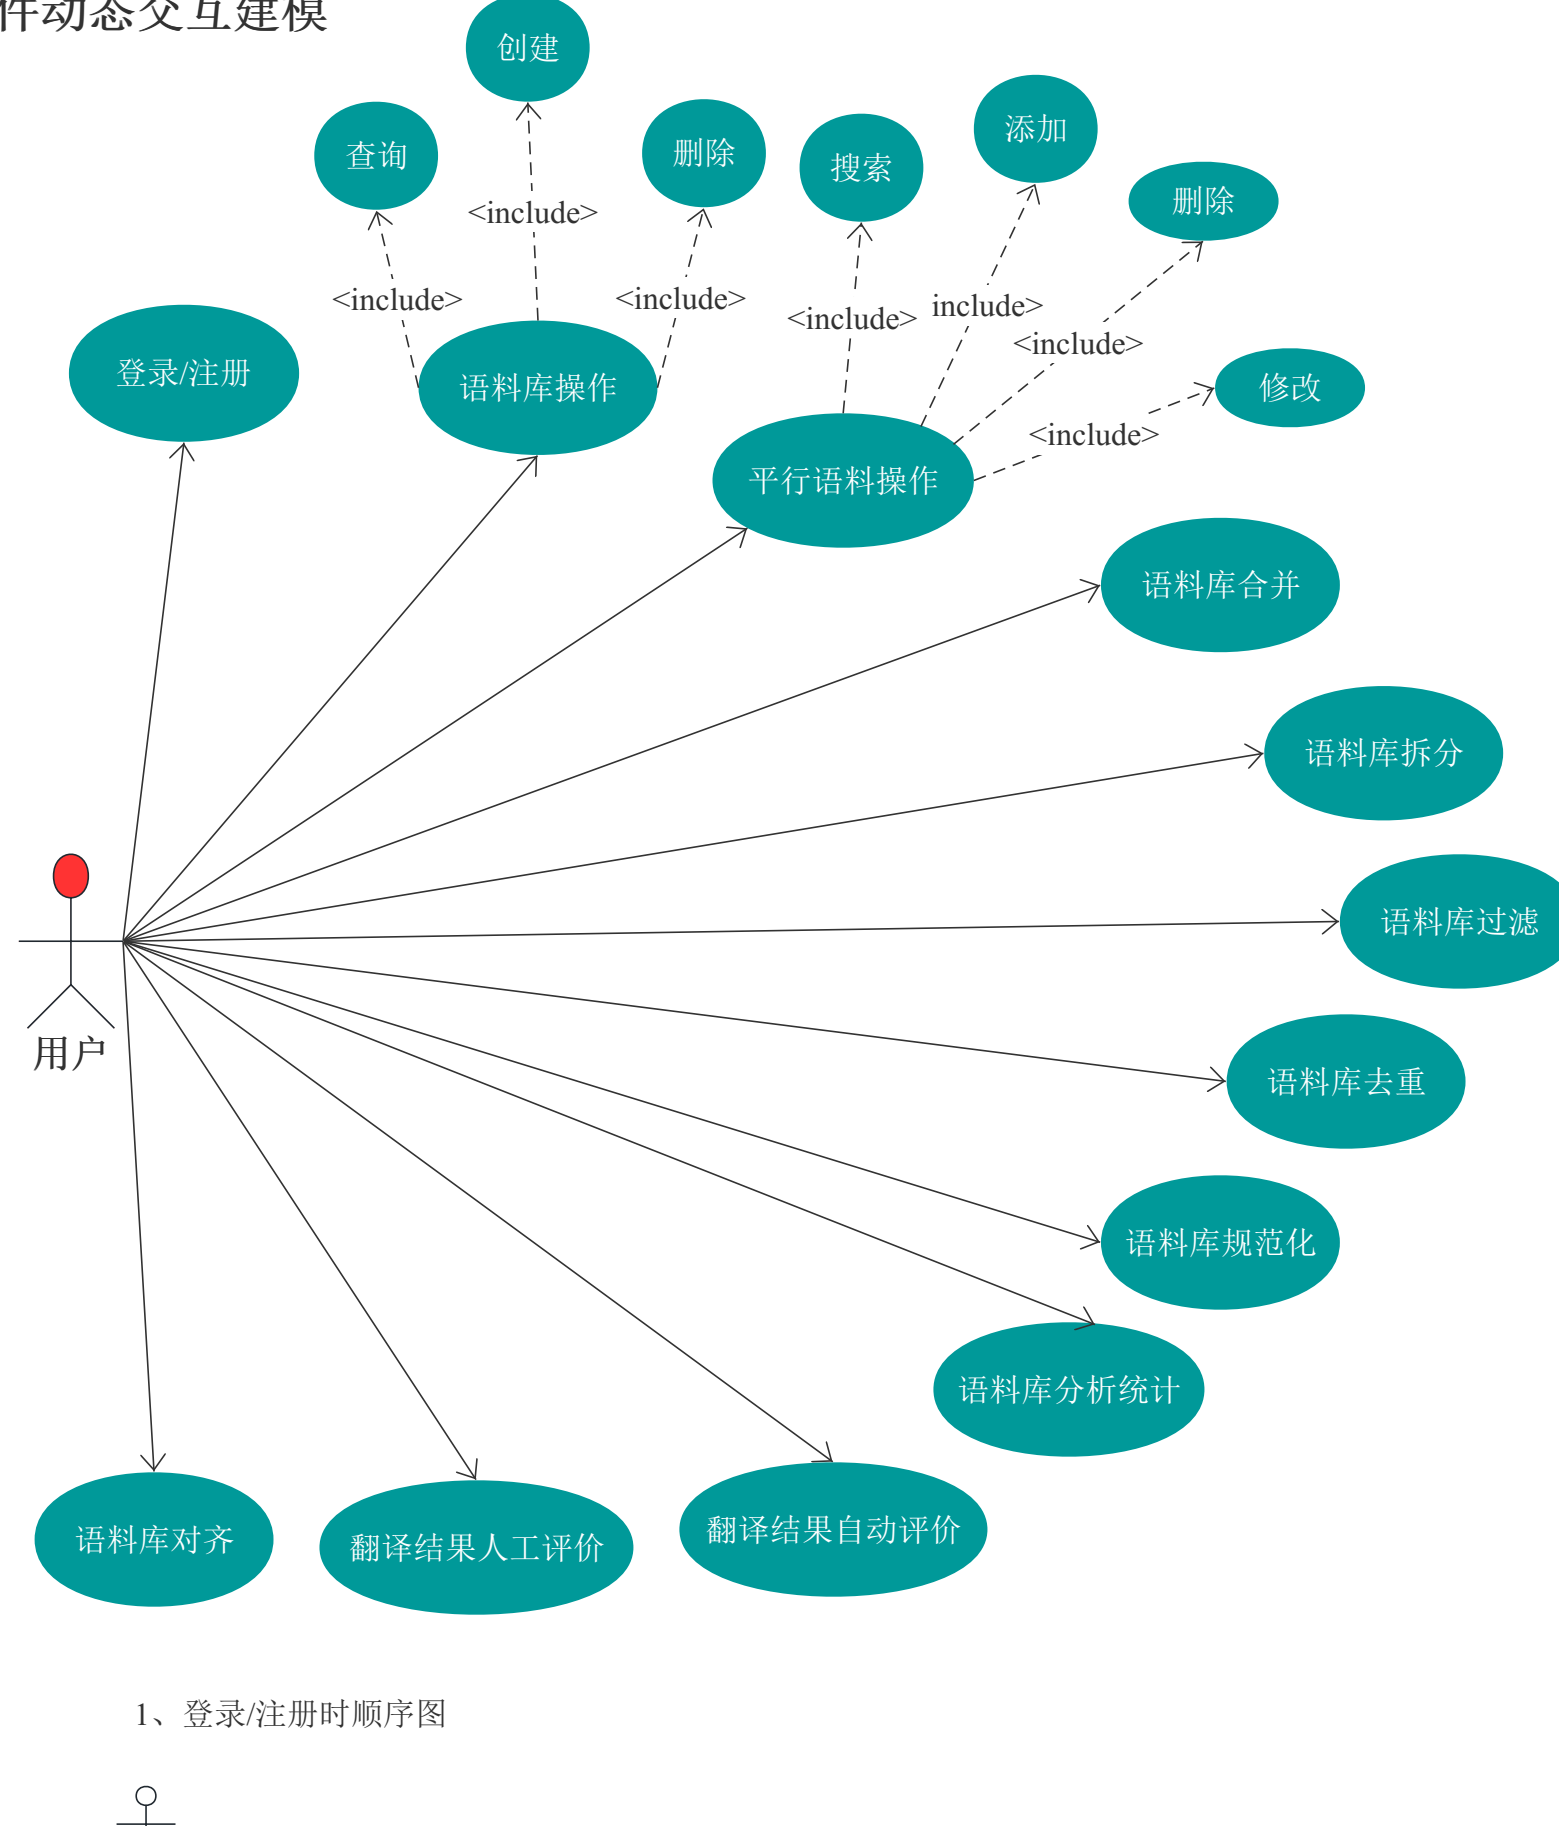 件动态交互建模
创建
添加
查询
删除
搜索
删除
<include>
<include>
<include>
<include>
include>
<include>
登录/注册
语料库操作
修改
<include>
平行语料操作
语料库合并
语料库拆分
语料库过滤
用户
语料库去重
语料库规范化
语料库分析统计
翻译结果自动评价
语料库对齐
翻译结果人工评价
1、登录/注册时顺序图